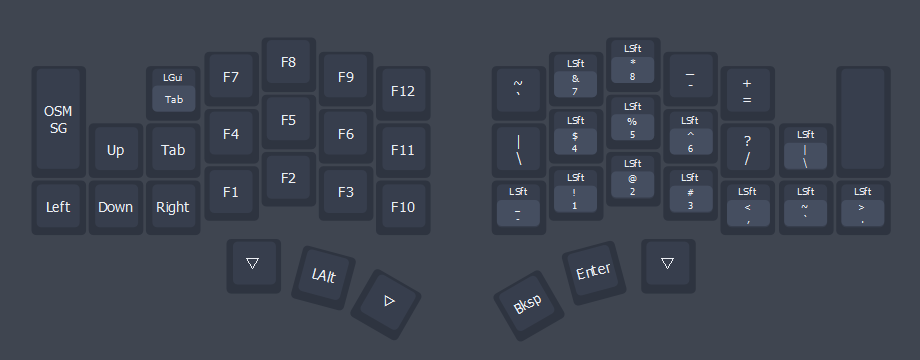 OSM
SG
LGui
Tab
F7
F8
F9
F12
Up
Tab
F4
F5
F6
F11
Left
Down
Right
F1
F2
F3
F10
▽
LAlt
▷
~
`
LSft
&
7
LSft
*
8
_
-
+
=
|
\
LSft
$
4
LSft
%
5
LSft
^
6
?
/
LSft
|
\
LSft
_
-
LSft
!
1
LSft
@
2
LSft
#
3
LSft
<
,
LSft
~
`
LSft
>
.
Bksp
Enter
▽